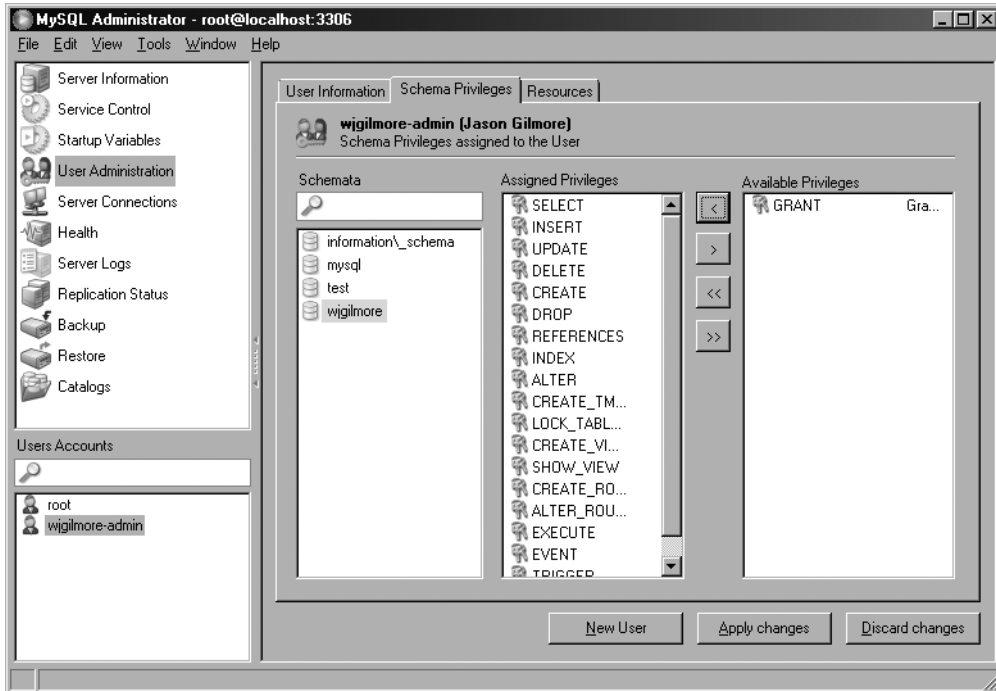 MySQL Administrator - root@localhost:3306
File Edit View Tools Window Help
Server Information
Service Control
Startup Variables
User Administration
Server Connections
Health
Server Logs
Replication Status
Backup
Restore
Catalogs
Users Accounts
root
wjgilmore-admin
User Information Schema Privileges Resources
wjgilmore-admin (Jason Gilmore)
Schema Privileges assigned to the User
Schemata
information\_schema
mysql
test
wjgilmore
Assigned Privileges
SELECT
INSERT
UPDATE
DELETE
CREATE
DROP
REFERENCES
INDEX
ALTER
CREATE_TM...
LOCK_TABL...
CREATE_VI...
SHOW_VIEW
CREATE_RO...
ALTER_ROU...
EXECUTE
EVENT
TRIGGER
<
>
<<
>>
Available Privileges
GRANT Gra...
New User Apply changes Discard changes